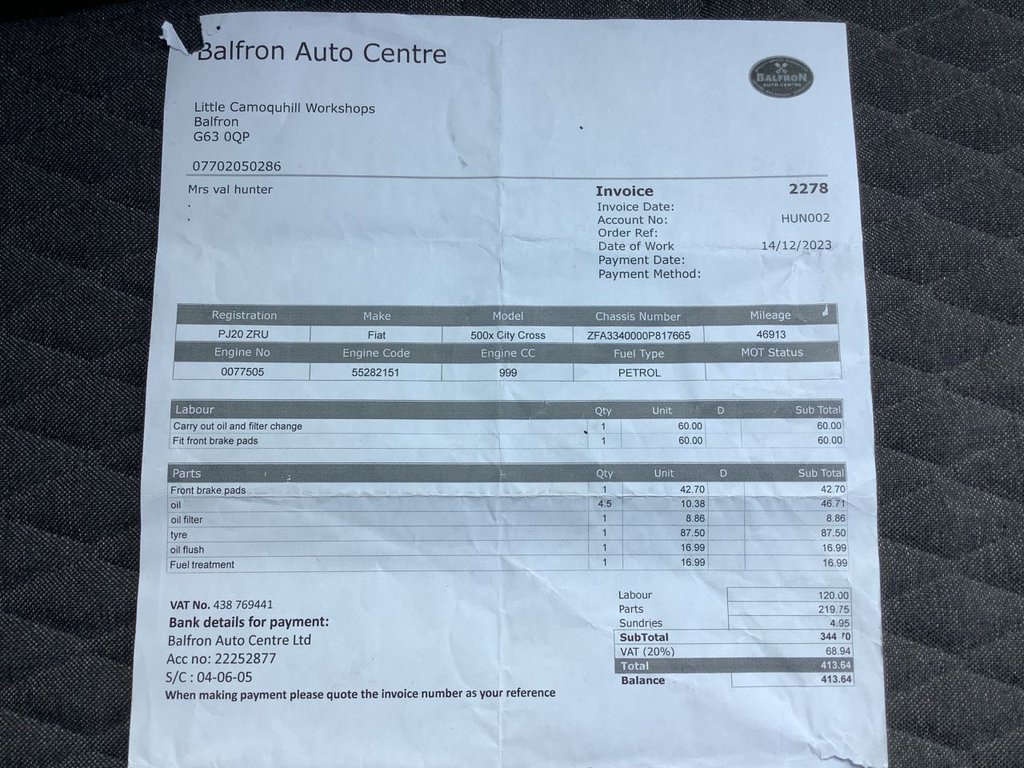 Balfron Auto Centre
BALFRON
AUTO CENTRE
Little Camoquhill Workshops
Balfron
G63 0QP
07702050286
Mrs val hunter
Invoice 2278
Invoice Date:
Account No: HUN002
Order Ref:
Date of Work 14/12/2023
Payment Date:
Payment Method:
Registration Make Model Chassis Number Mileage
PJ20 ZRU Fiat 500x City Cross ZFA3340000P817665 46913
Engine No Engine Code Engine CC Fuel Type MOT Status
0077505 55282151 999 PETROL
Labour Qty Unit D Sub Total
Carry out oil and filter change 1 60.00 60.00
Fit front brake pads 1 60.00 60.00
Parts Qty Unit D Sub Total
Front brake pads 1 42.70 42.70
oil 4.5 10.38 46.71
oil filter 1 8.86 8.86
tyre 1 87.50 87.50
oil flush 1 16.99 16.99
Fuel treatment 1 16.99 16.99
Labour 120.00
Parts 219.75
Sundries 4.95
SubTotal 344.70
VAT (20%) 68.94
Total 413.64
Balance 413.64
VAT No. 438 769441
Bank details for payment:
Balfron Auto Centre Ltd
Acc no: 22252877
S/C : 04-06-05
When making payment please quote the invoice number as your reference